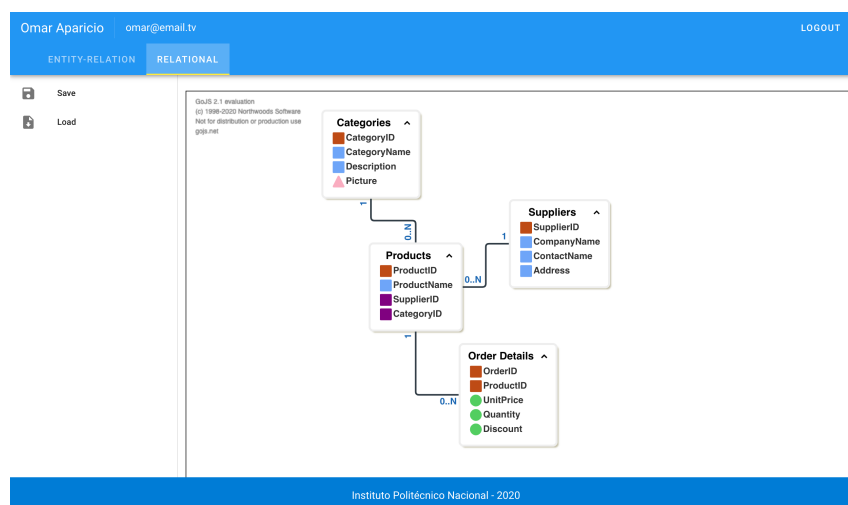 Omar Aparicio omar@email.tv LOGOUT
ENTITY-RELATION RELATIONAL
Save
Load
GoJS 2.1 evaluation
(c) 1998-2020 Northwoods Software
Not for distribution or production use
gojs.net
Categories
CategoryID
CategoryName
Description
Picture
1
0..N
Suppliers
SupplierID
CompanyName
ContactName
Address
1
0..N
Products
ProductID
ProductName
SupplierID
CategoryID
1
0..N
Order Details
OrderID
ProductID
UnitPrice
Quantity
Discount
Instituto Politécnico Nacional - 2020